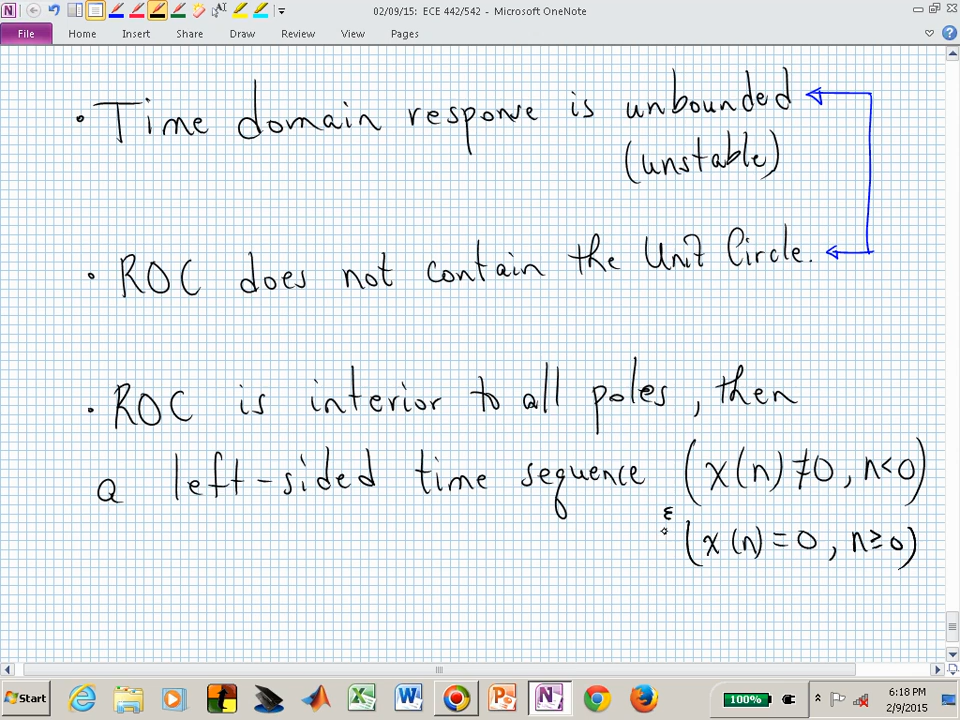 02/09/15: ECE 442/542 - Microsoft OneNote
File Home Insert Share Draw Review View Pages
• Time domain response is unbounded
(unstable)
• ROC does not contain the Unit Circle.
• ROC is interior to all poles, then
a left-sided time sequence (x(n) ≠ 0, n < 0)
& (x(n) = 0, n ≥ 0)
Start
100%
6:18 PM
2/9/2015